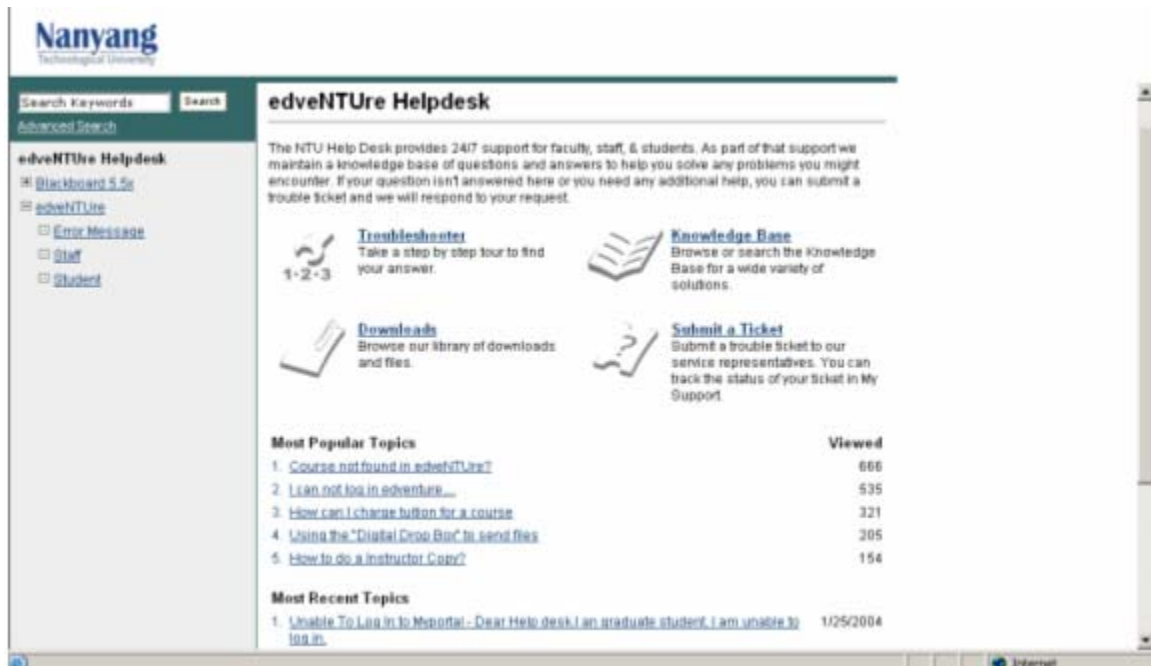 Nanyang
Technological University
Search Keywords
Search
Advanced Search
edveNTUre Helpdesk
Blackboard 5.5x
edveNTUre
Error Message
Staff
Student
edveNTUre Helpdesk
The NTU Help Desk provides 24/7 support for faculty, staff, & students. As part of that support we
maintain a knowledge base of questions and answers to help you solve any problems you might
encounter. If your question isn't answered here or you need any additional help, you can submit a
trouble ticket and we will respond to your request.
1-2-3
Troubleshooter
Take a step by step tour to find
your answer.
Knowledge Base
Browse or search the Knowledge
Base for a wide variety of
solutions.
Downloads
Browse our library of downloads
and files.
?
Submit a Ticket
Submit a trouble ticket to our
service representatives. You can
track the status of your ticket in My
Support.
Most Popular Topics Viewed
1. Course not found in edveNTUre? 666
2. I can not log in edventure.... 535
3. How can I charge tuition for a course 321
4. Using the "Digital Drop Box" to send files 205
5. How to do a Instructor Copy? 154
Most Recent Topics
1. Unable To Log In to Myportal - Dear Help desk,I an graduate student, I am unable to 1/25/2004
log in.
Internet